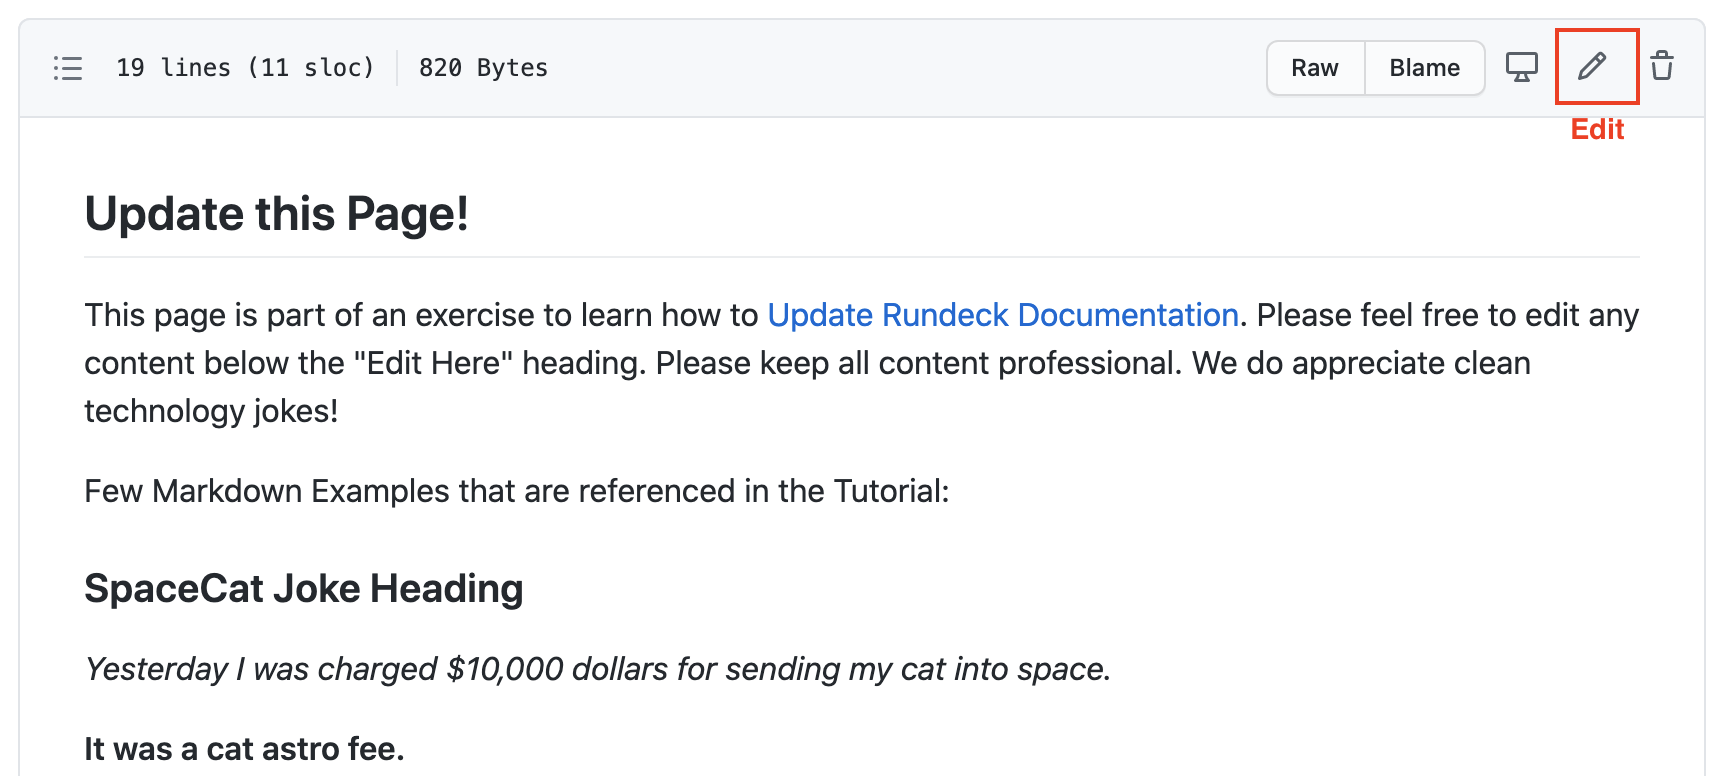 19 lines (11 sloc) 820 Bytes Raw Blame
Edit
Update this Page!
This page is part of an exercise to learn how to Update Rundeck Documentation. Please feel free to edit any
content below the "Edit Here" heading. Please keep all content professional. We do appreciate clean
technology jokes!
Few Markdown Examples that are referenced in the Tutorial:
SpaceCat Joke Heading
Yesterday I was charged $10,000 dollars for sending my cat into space.
It was a cat astro fee.